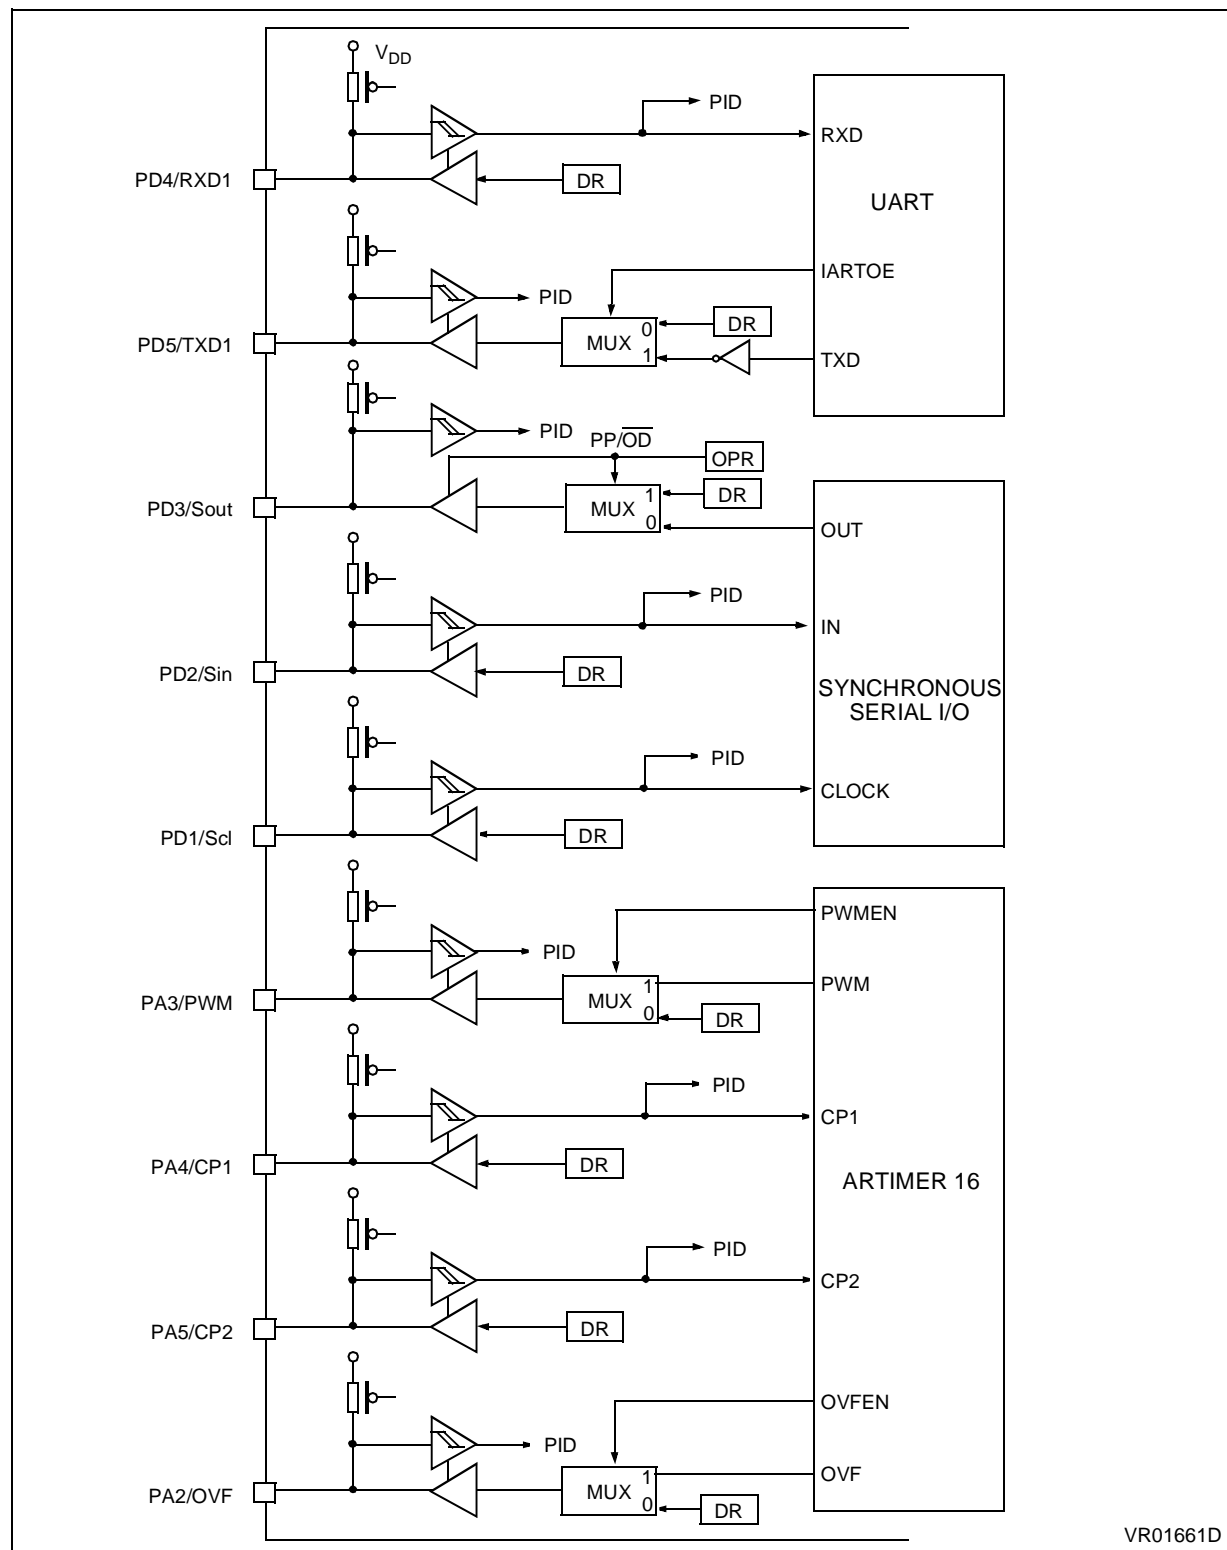 VDD
PID
RXD
PD4/RXD1
DR
UART
IARTOE
PID
DR
0
MUX
1
PD5/TXD1
TXD
PID
PP/OD
OPR
1
DR
PD3/Sout
MUX
0
OUT
PID
IN
PD2/Sin
DR
SYNCHRONOUS
SERIAL I/O
PID
CLOCK
PD1/Scl
DR
PWMEN
PID
1
PWM
PA3/PWM
MUX
0
DR
PID
CP1
PA4/CP1
DR
ARTIMER 16
PID
CP2
PA5/CP2
DR
OVFEN
PID
1
OVF
PA2/OVF
MUX
0
DR
VR01661D